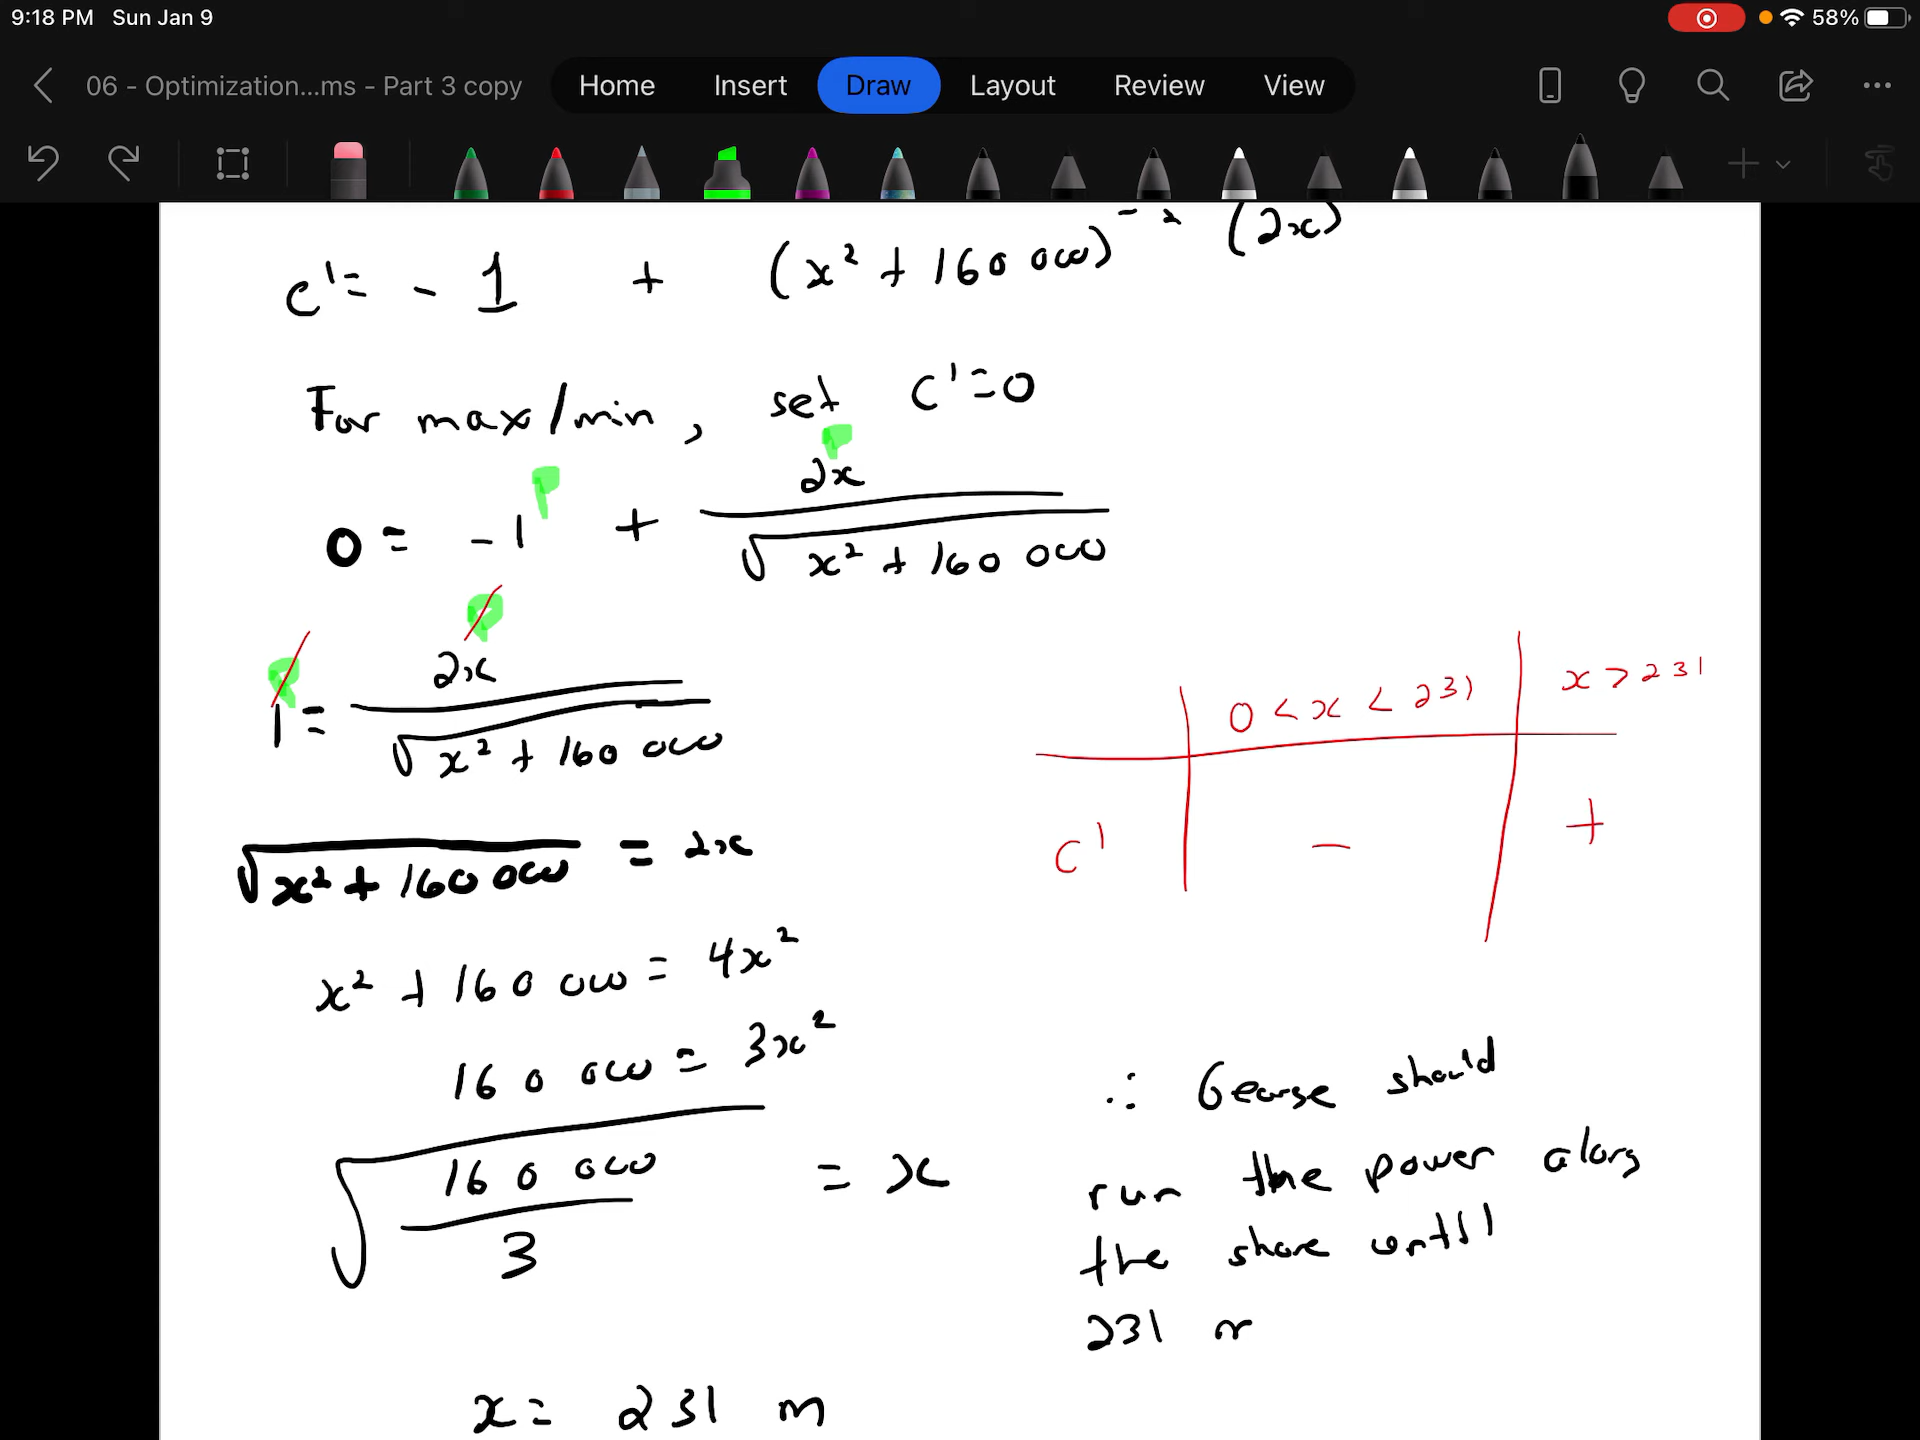 9:18 PM Sun Jan 9
58%
06 - Optimization...ms - Part 3 copy
Home Insert Draw Layout Review View
c' = - 1 + (x² + 160 000)⁻ ² (2x)
For max/min, set C' = 0
0 = -1 + 2x / √(x² + 160 000)
1 = 2x / √(x² + 160 000)
√(x² + 160 000) = 2x
x² + 160 000 = 4x²
160 000 = 3x²
√(160 000 / 3) = x
x = 231 m
0 < x < 231 x > 231
C' - +
∴ George should
run the power along
the shore until
231 m